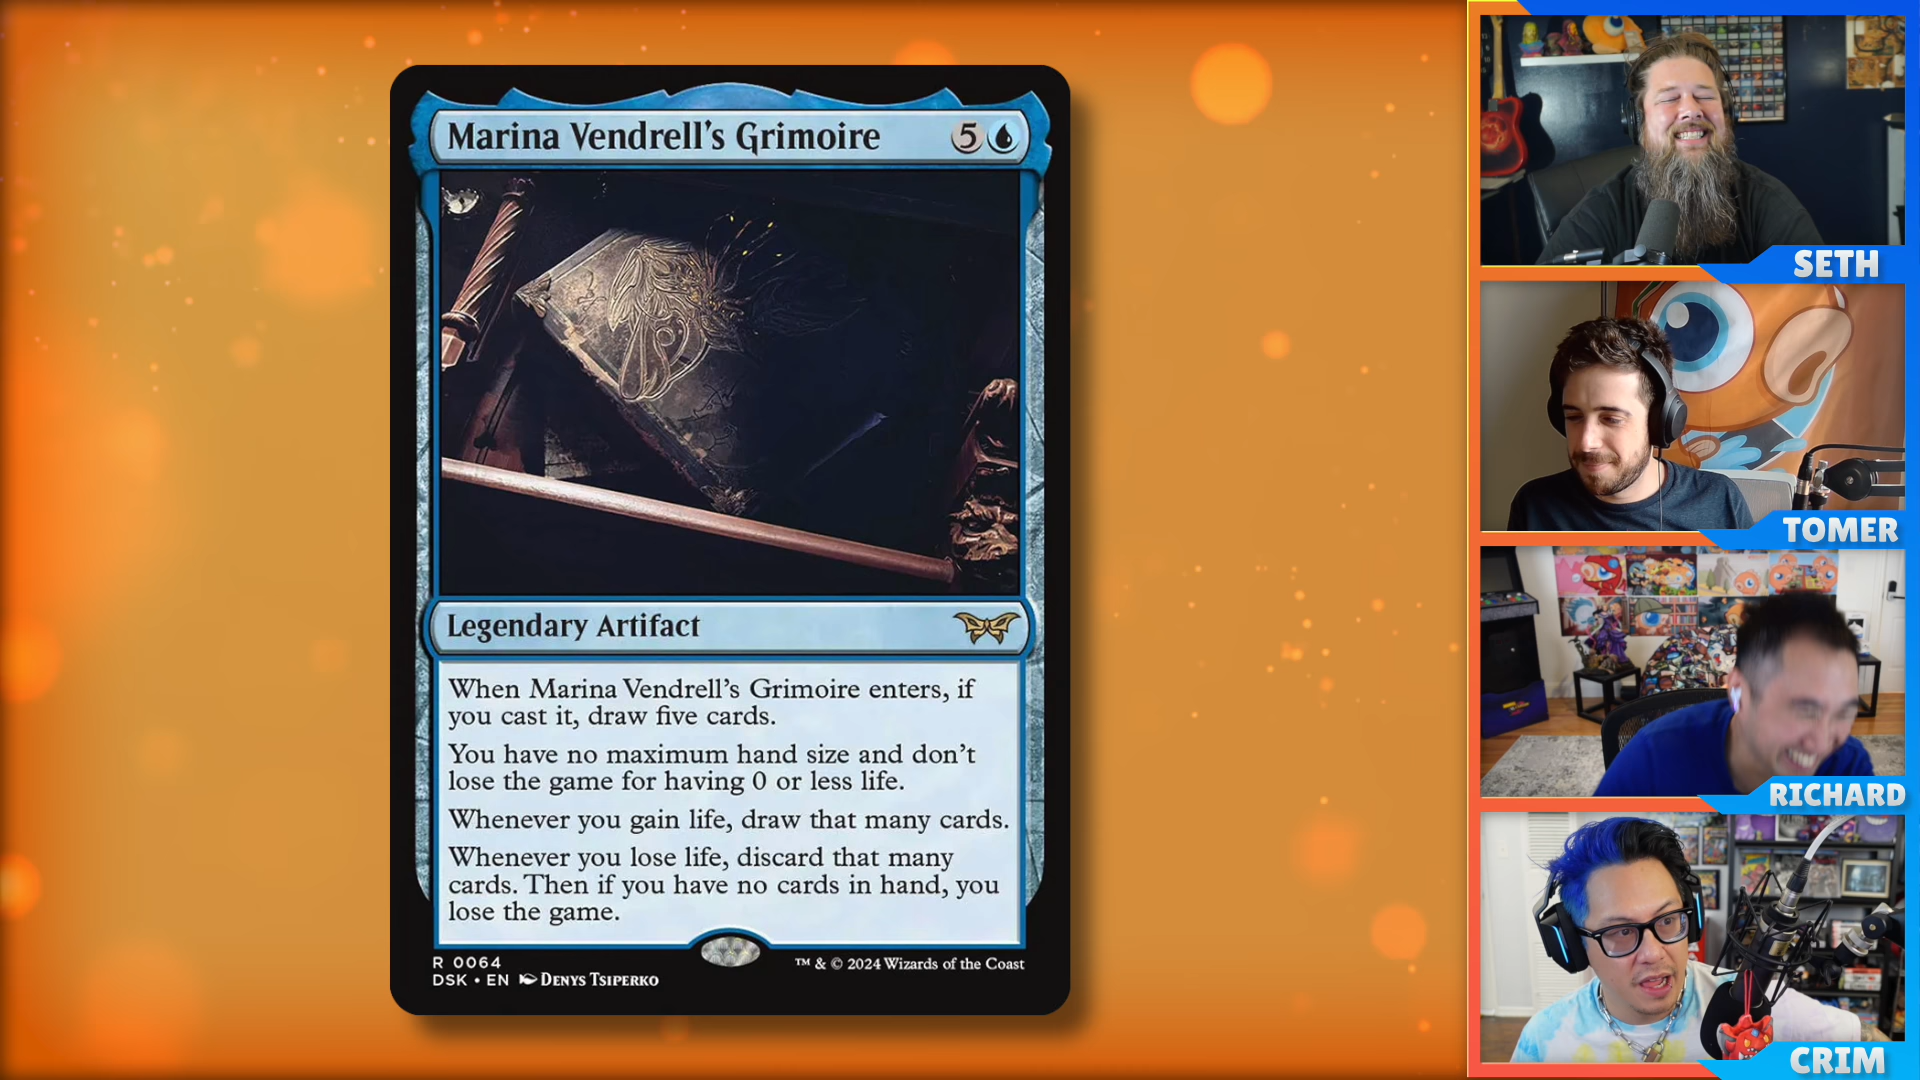 Marina Vendrell's Grimoire 5
Legendary Artifact
When Marina Vendrell's Grimoire enters, if
you cast it, draw five cards.
You have no maximum hand size and don't
lose the game for having 0 or less life.
Whenever you gain life, draw that many cards.
Whenever you lose life, discard that many
cards. Then if you have no cards in hand, you
lose the game.
R 0064
DSK • EN DENYS TSIPERKO
™ & © 2024 Wizards of the Coast
SETH
TOMER
RICHARD
CRIM